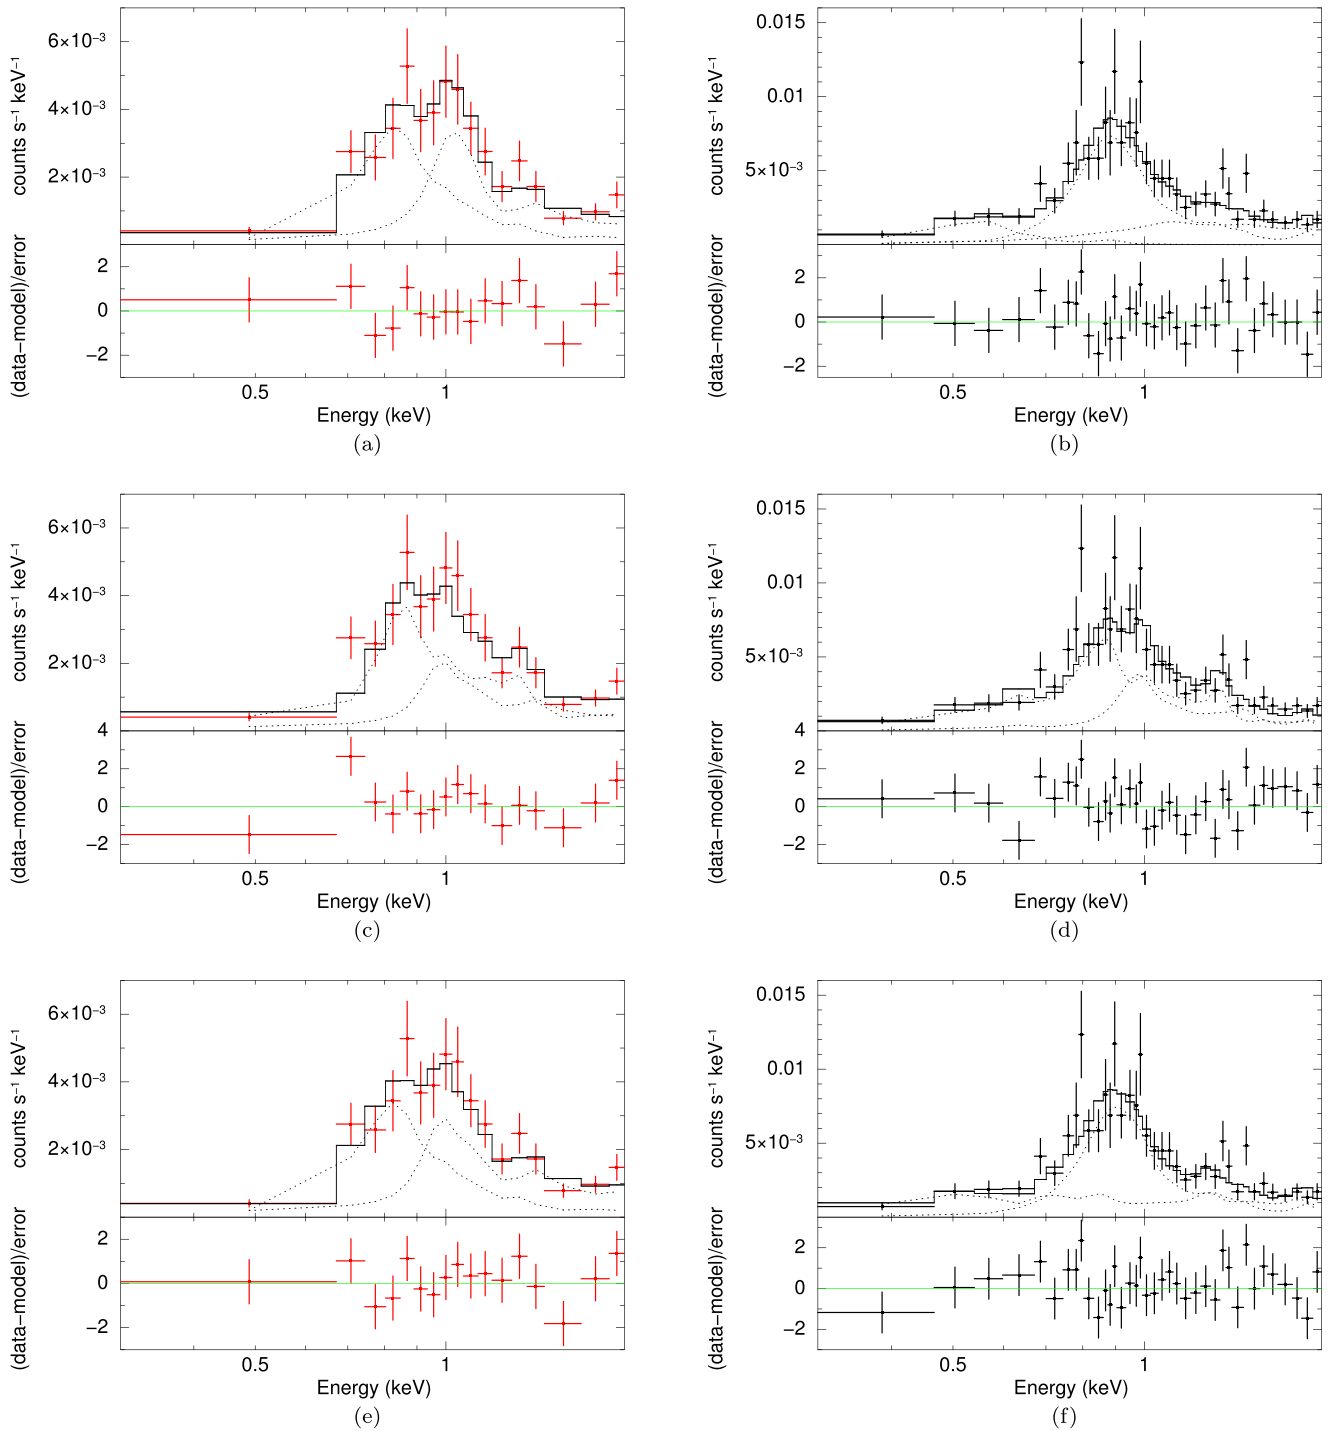 counts s⁻¹ keV⁻¹
6×10⁻³
4×10⁻³
2×10⁻³
(data−model)/error
2
0
−2
0.5 1
Energy (keV)
(a)
counts s⁻¹ keV⁻¹
0.015
0.01
5×10⁻³
(data−model)/error
2
0
−2
0.5 1
Energy (keV)
(b)
counts s⁻¹ keV⁻¹
6×10⁻³
4×10⁻³
2×10⁻³
(data−model)/error
4
2
0
−2
0.5 1
Energy (keV)
(c)
counts s⁻¹ keV⁻¹
0.015
0.01
5×10⁻³
(data−model)/error
4
2
0
−2
0.5 1
Energy (keV)
(d)
counts s⁻¹ keV⁻¹
6×10⁻³
4×10⁻³
2×10⁻³
(data−model)/error
2
0
−2
0.5 1
Energy (keV)
(e)
counts s⁻¹ keV⁻¹
0.015
0.01
5×10⁻³
(data−model)/error
2
0
−2
0.5 1
Energy (keV)
(f)